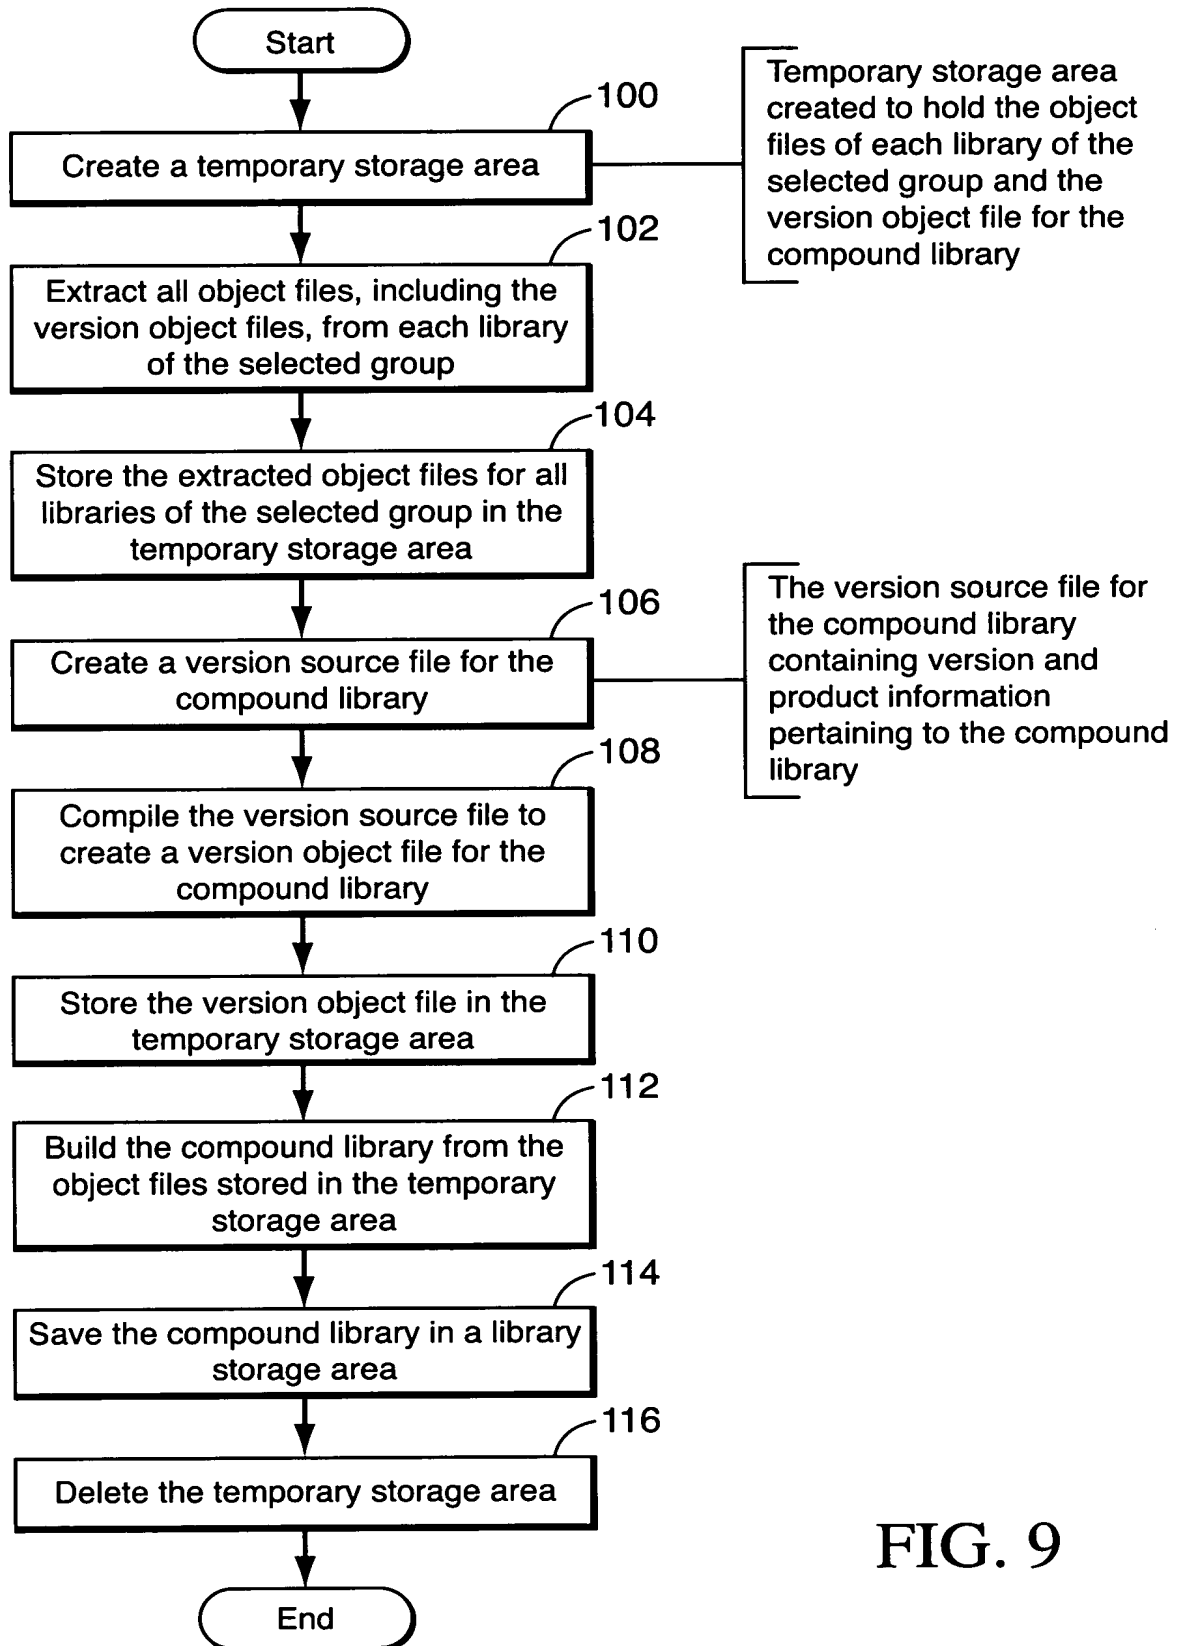 Start
100
Create a temporary storage area
Temporary storage area
created to hold the object
files of each library of the
selected group and the
version object file for the
compound library
102
Extract all object files, including the
version object files, from each library
of the selected group
104
Store the extracted object files for all
libraries of the selected group in the
temporary storage area
106
Create a version source file for the
compound library
The version source file for
the compound library
containing version and
product information
pertaining to the compound
library
108
Compile the version source file to
create a version object file for the
compound library
110
Store the version object file in the
temporary storage area
112
Build the compound library from the
object files stored in the temporary
storage area
114
Save the compound library in a library
storage area
116
Delete the temporary storage area
End
FIG. 9